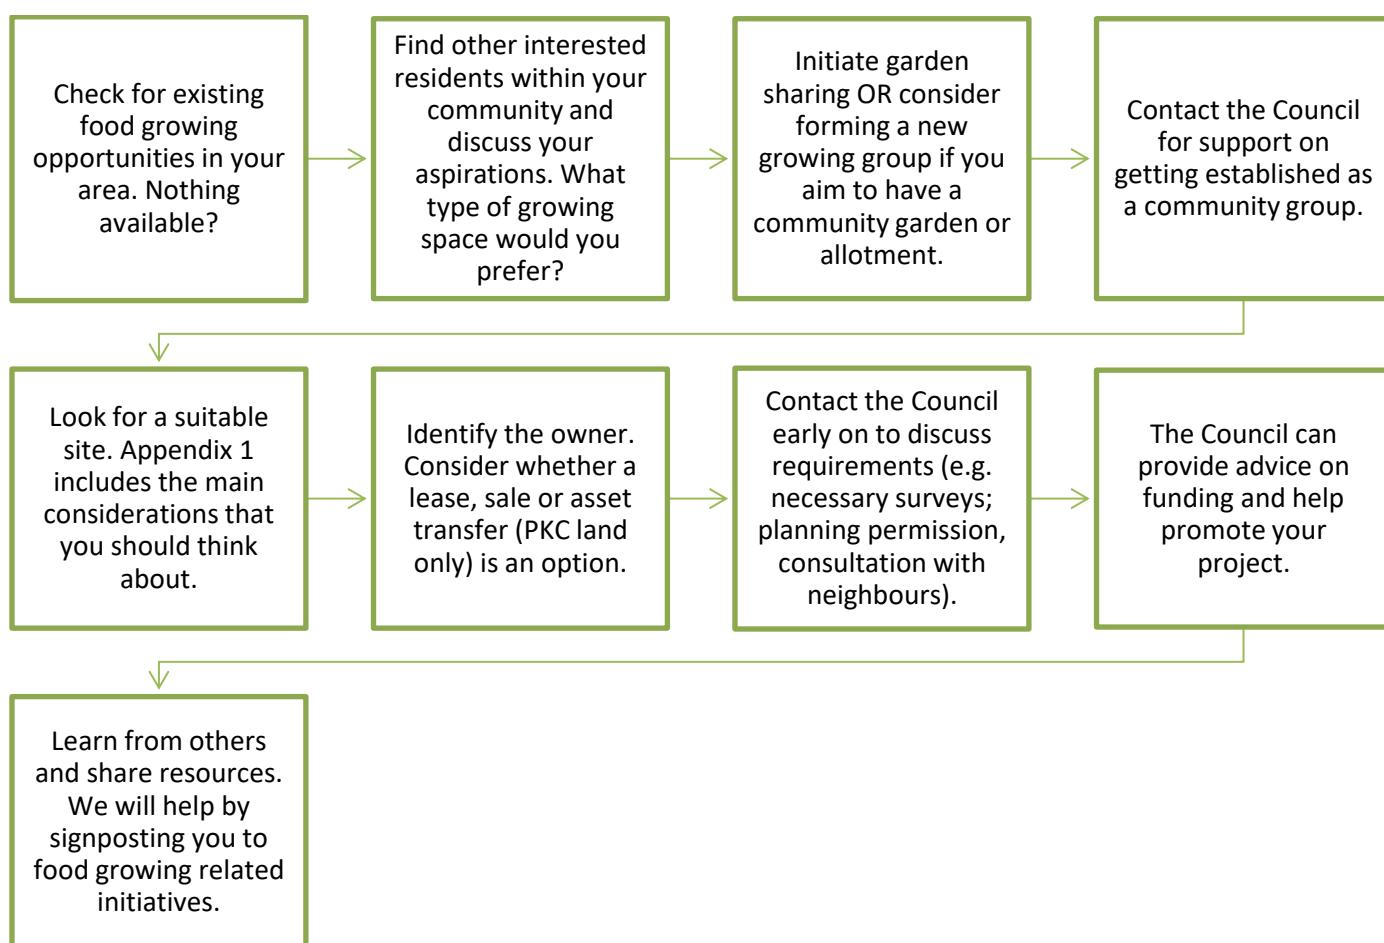 Check for existing
food growing
opportunities in your
area. Nothing
available?
Find other interested
residents within your
community and
discuss your
aspirations. What
type of growing
space would you
prefer?
Initiate garden
sharing OR consider
forming a new
growing group if you
aim to have a
community garden or
allotment.
Contact the Council
for support on
getting established as
a community group.
Look for a suitable
site. Appendix 1
includes the main
considerations that
you should think
about.
Identify the owner.
Consider whether a
lease, sale or asset
transfer (PKC land
only) is an option.
Contact the Council
early on to discuss
requirements (e.g.
necessary surveys;
planning permission,
consultation with
neighbours).
The Council can
provide advice on
funding and help
promote your
project.
Learn from others
and share resources.
We will help by
signposting you to
food growing related
initiatives.